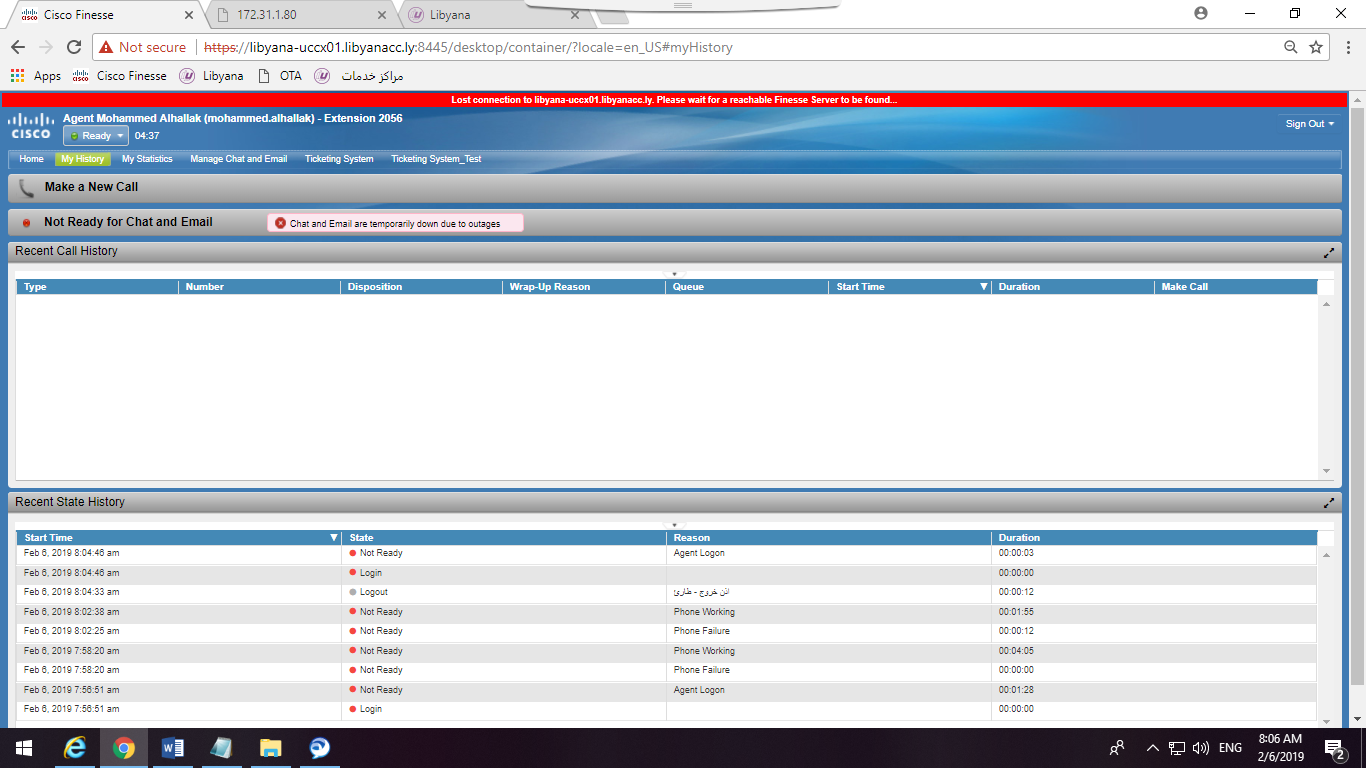 Cisco Finesse 172.31.1.80 Libyana
Not secure https://libyana-uccx01.libyanacc.ly:8445/desktop/container/?locale=en_US#myHistory
Apps Cisco Finesse Libyana OTA مراكز خدمات
Lost connection to libyana-uccx01.libyanacc.ly. Please wait for a reachable Finesse Server to be found...
CISCO
Agent Mohammed Alhallak (mohammed.alhallak) - Extension 2056
Ready 04:37 Sign Out
Home My History My Statistics Manage Chat and Email Ticketing System Ticketing System_Test
Make a New Call
Not Ready for Chat and Email Chat and Email are temporarily down due to outages
Recent Call History
Type Number Disposition Wrap-Up Reason Queue Start Time Duration Make Call
Recent State History
Start Time State Reason Duration
Feb 6, 2019 8:04:46 am Not Ready Agent Logon 00:00:03
Feb 6, 2019 8:04:46 am Login 00:00:00
Feb 6, 2019 8:04:33 am Logout اذن خروج - طارئ 00:00:12
Feb 6, 2019 8:02:38 am Not Ready Phone Working 00:01:55
Feb 6, 2019 8:02:25 am Not Ready Phone Failure 00:00:12
Feb 6, 2019 7:58:20 am Not Ready Phone Working 00:04:05
Feb 6, 2019 7:58:20 am Not Ready Phone Failure 00:00:00
Feb 6, 2019 7:56:51 am Not Ready Agent Logon 00:01:28
Feb 6, 2019 7:56:51 am Login 00:00:00
ENG 8:06 AM
2/6/2019 2